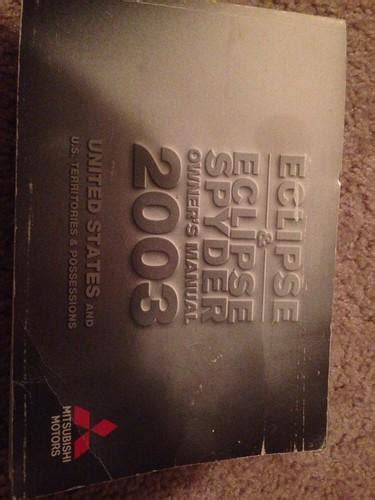 ECLIPSE
&
ECLIPSE
SPYDER
OWNER'S MANUAL
2003
UNITED STATES AND
U.S. TERRITORIES & POSSESSIONS
MITSUBISHI
MOTORS